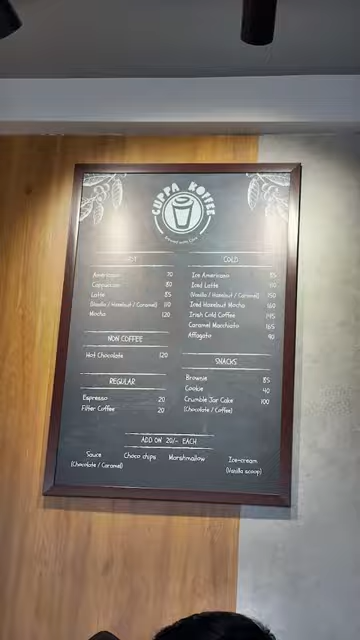 CUPPA KOFFEE
Brewed with Love
HOT
Americano 70
Cappuccino 80
Latte 85
(Vanilla / Hazelnut / Caramel) 110
Mocha 120
NON COFFEE
Hot Chocolate 120
REGULAR
Espresso 20
Filter Coffee 20
COLD
Ice Americano 85
Iced Latte
(Vanilla / Hazelnut / Caramel) 150
Iced Hazelnut Mocha 160
Irish Cold Coffee 145
Caramel Macchiato 165
Affogato 90
SNACKS
Brownie 85
Cookie 40
Crumble Jar Cake 100
(Chocolate / Coffee)
ADD ON 20/- EACH
Sauce Choco chips Marshmallow Ice-cream
(Chocolate / Caramel) (Vanilla scoop)